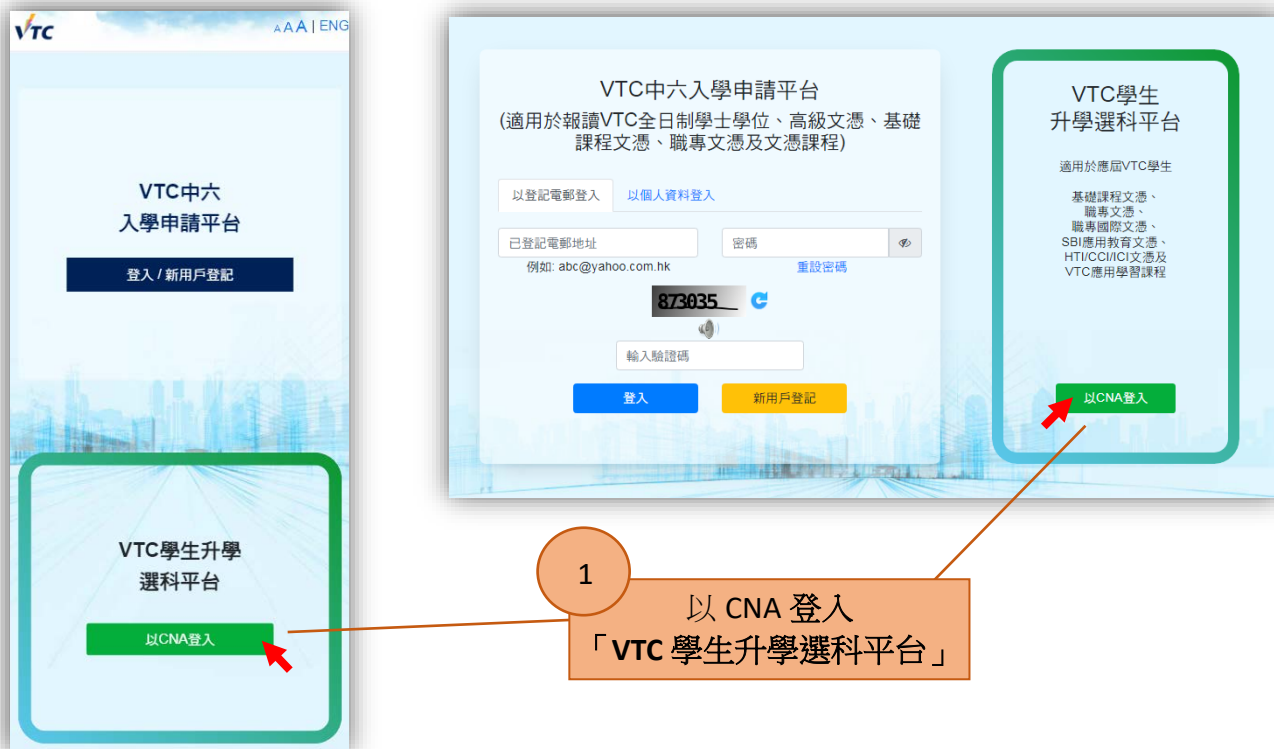 VTC
A A A | ENG
VTC中六
入學申請平台
登入 / 新用戶登記
VTC學生升學
選科平台
以CNA登入
VTC中六入學申請平台
(適用於報讀VTC全日制學士學位、高級文憑、基礎
課程文憑、職專文憑及文憑課程)
以登記電郵登入 以個人資料登入
已登記電郵地址 密碼
例如: abc@yahoo.com.hk 重設密碼
873035
輸入驗證碼
登入 新用戶登記
VTC學生
升學選科平台
適用於應屆VTC學生
基礎課程文憑、
職專文憑、
職專國際文憑、
SBI應用教育文憑、
HTI/CCI/ICI文憑及
VTC應用學習課程
以CNA登入
1
以 CNA 登入
「VTC 學生升學選科平台」